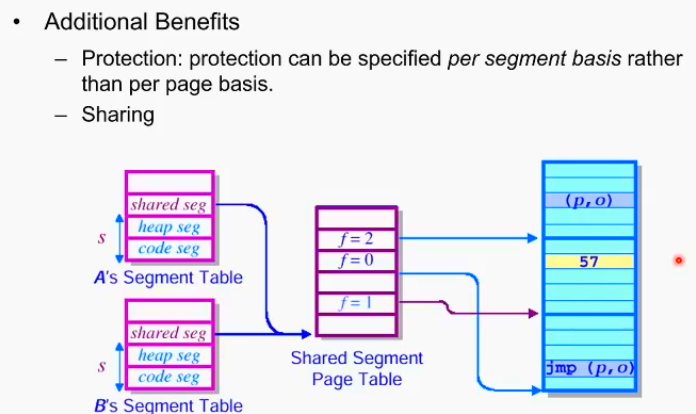 • Additional Benefits
– Protection: protection can be specified per segment basis rather
than per page basis.
– Sharing
shared seg
heap seg
code seg
s
A's Segment Table
shared seg
heap seg
code seg
s
B's Segment Table
f = 2
f = 0
f = 1
Shared Segment
Page Table
(p,o)
57
jmp (p,o)